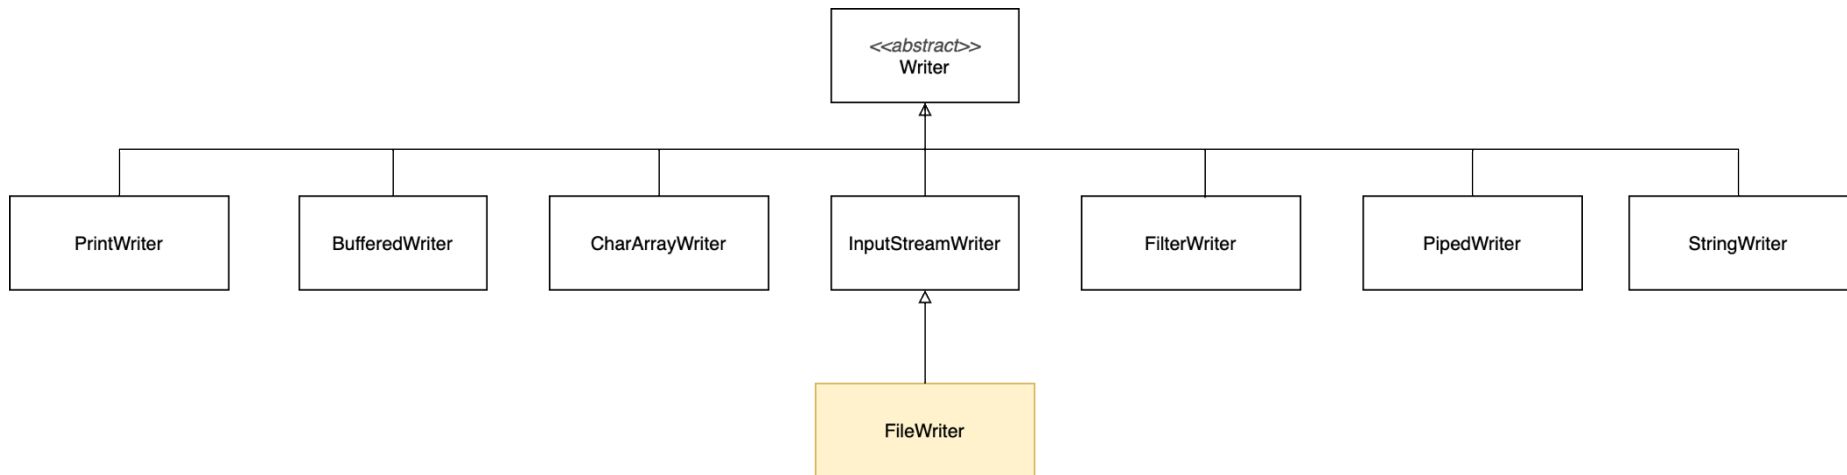 <<abstract>>
Writer
PrintWriter
BufferedWriter
CharArrayWriter
InputStreamWriter
FilterWriter
PipedWriter
StringWriter
FileWriter